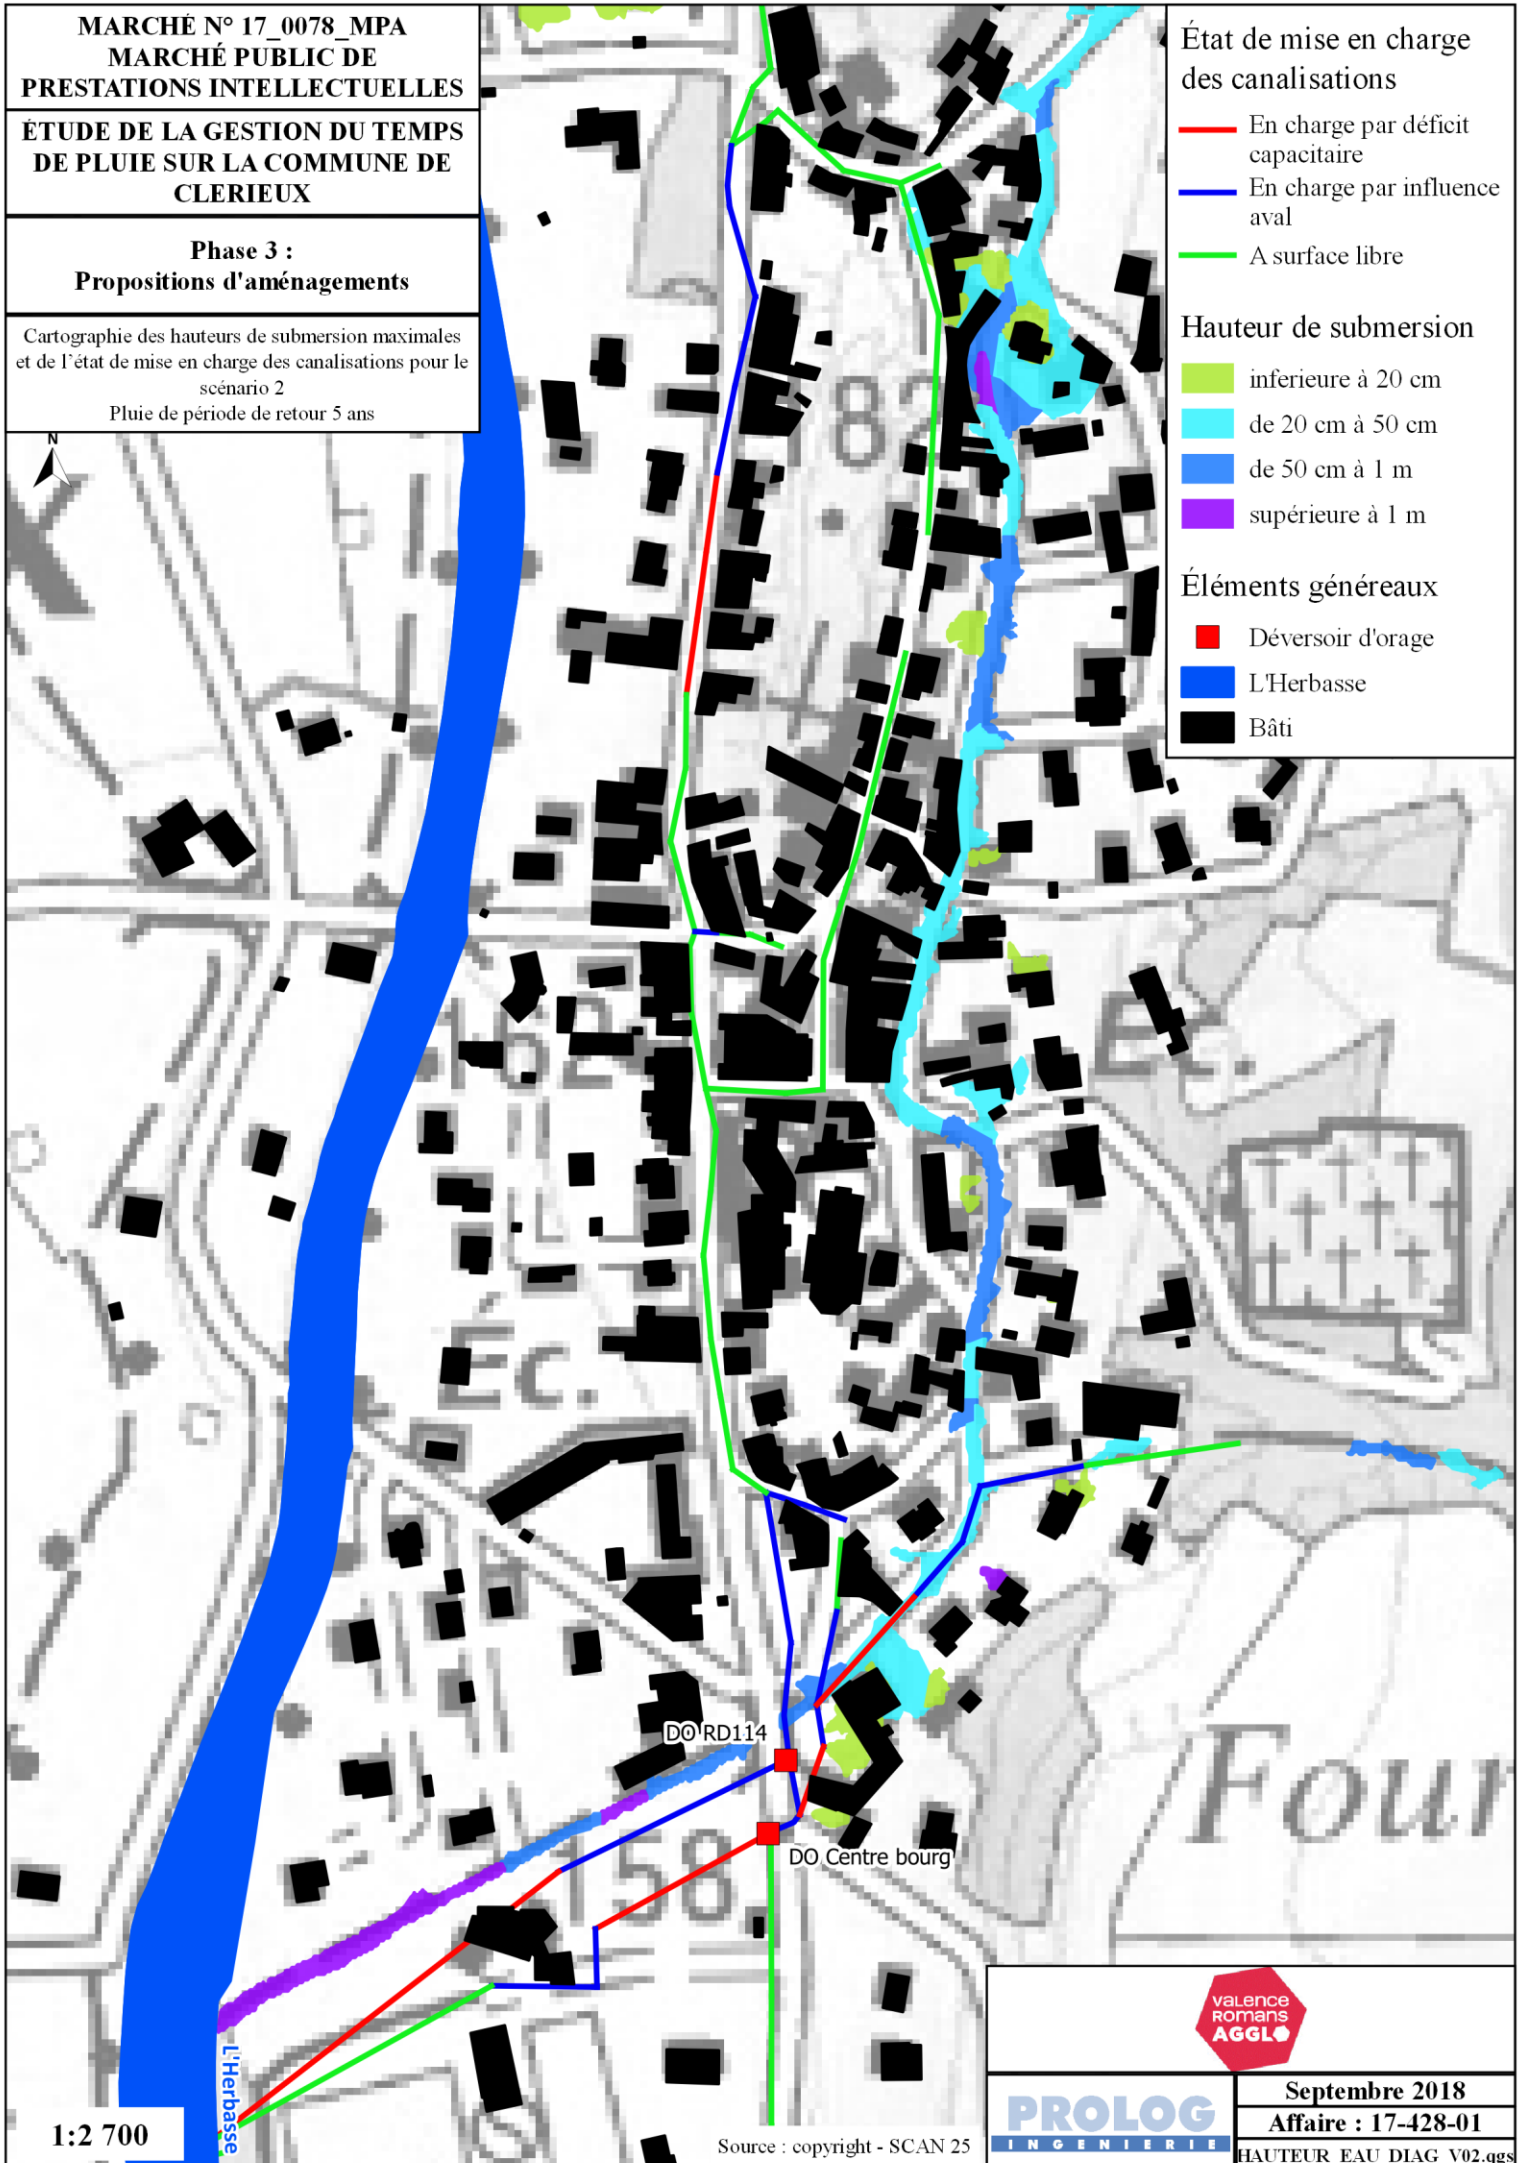 MARCHÉ N° 17_0078_MPA
MARCHÉ PUBLIC DE
PRESTATIONS INTELLECTUELLES
ÉTUDE DE LA GESTION DU TEMPS
DE PLUIE SUR LA COMMUNE DE
CLERIEUX
Phase 3 :
Propositions d'aménagements
Cartographie des hauteurs de submersion maximales
et de l'état de mise en charge des canalisations pour le
scénario 2
Pluie de période de retour 5 ans
N
État de mise en charge
des canalisations
En charge par déficit
capacitaire
En charge par influence
aval
A surface libre
Hauteur de submersion
inferieure à 20 cm
de 20 cm à 50 cm
de 50 cm à 1 m
supérieure à 1 m
Éléments généreaux
Déversoir d'orage
L'Herbasse
Bâti
8
Éc.
DO RD114
DO Centre bourg
158
Four
L'Herbasse
1:2 700
Source : copyright - SCAN 25
valence
Romans
AGGLO
PROLOG
INGENIERIE
Septembre 2018
Affaire : 17-428-01
HAUTEUR_EAU_DIAG_V02.qgs